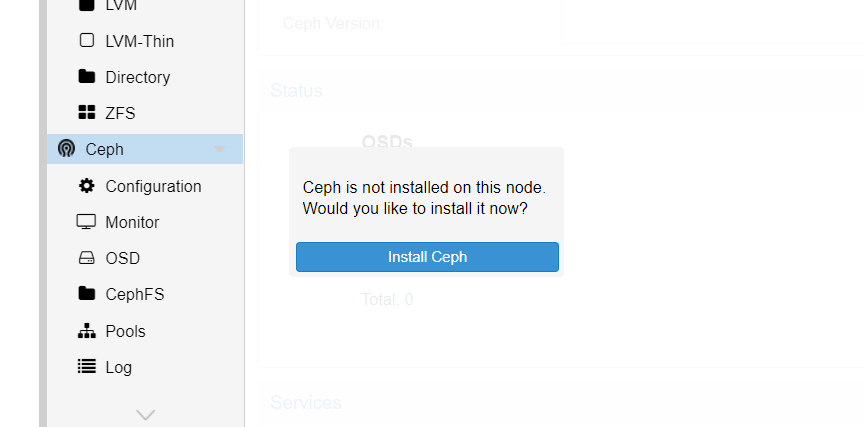 LVM
LVM-Thin
Directory
ZFS
Ceph
Configuration
Monitor
OSD
CephFS
Pools
Log
Ceph Version:
Status
OSDs
Ceph is not installed on this node.
Would you like to install it now?
Install Ceph
Total: 0
Services